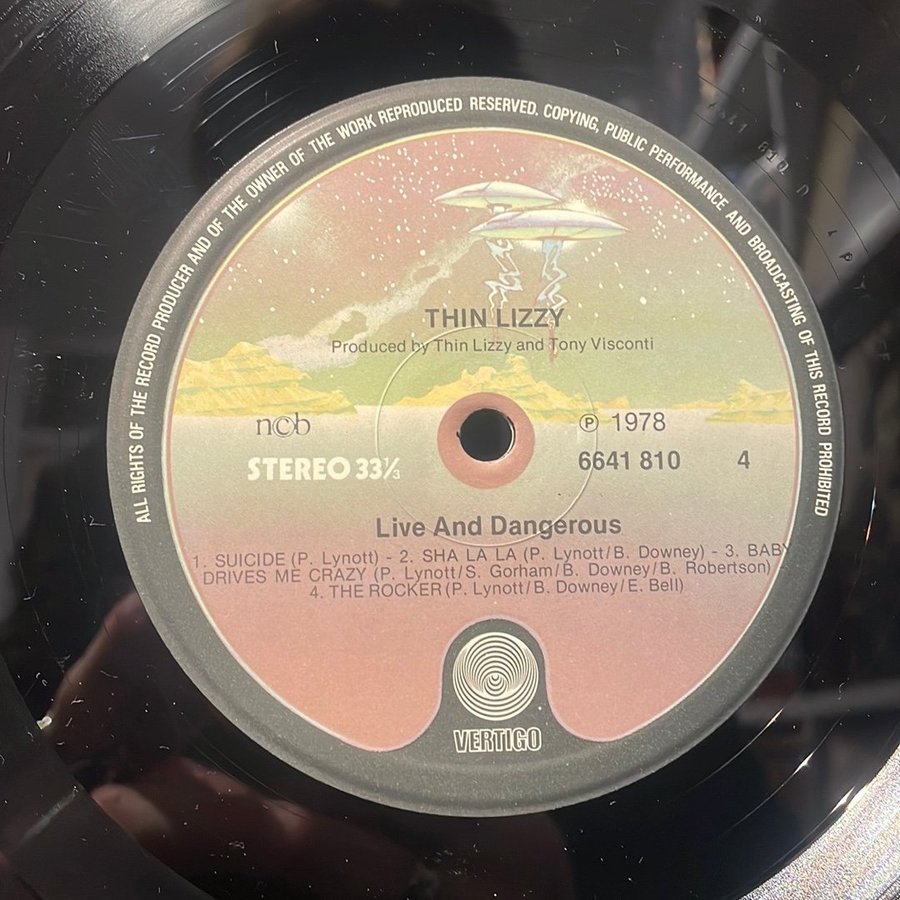 ALL RIGHTS OF THE RECORD PRODUCER AND OF THE OWNER OF THE WORK REPRODUCED RESERVED. COPYING, PUBLIC PERFORMANCE AND BROADCASTING OF THIS RECORD PROHIBITED
THIN LIZZY
Produced by Thin Lizzy and Tony Visconti
n©b
℗ 1978
STEREO 33⅓
6641 810 4
Live And Dangerous
1. SUICIDE (P. Lynott) - 2. SHA LA LA (P. Lynott/B. Downey) - 3. BABY
DRIVES ME CRAZY (P. Lynott/S. Gorham/B. Downey/B. Robertson)
4. THE ROCKER (P. Lynott/B. Downey/E. Bell)
VERTIGO